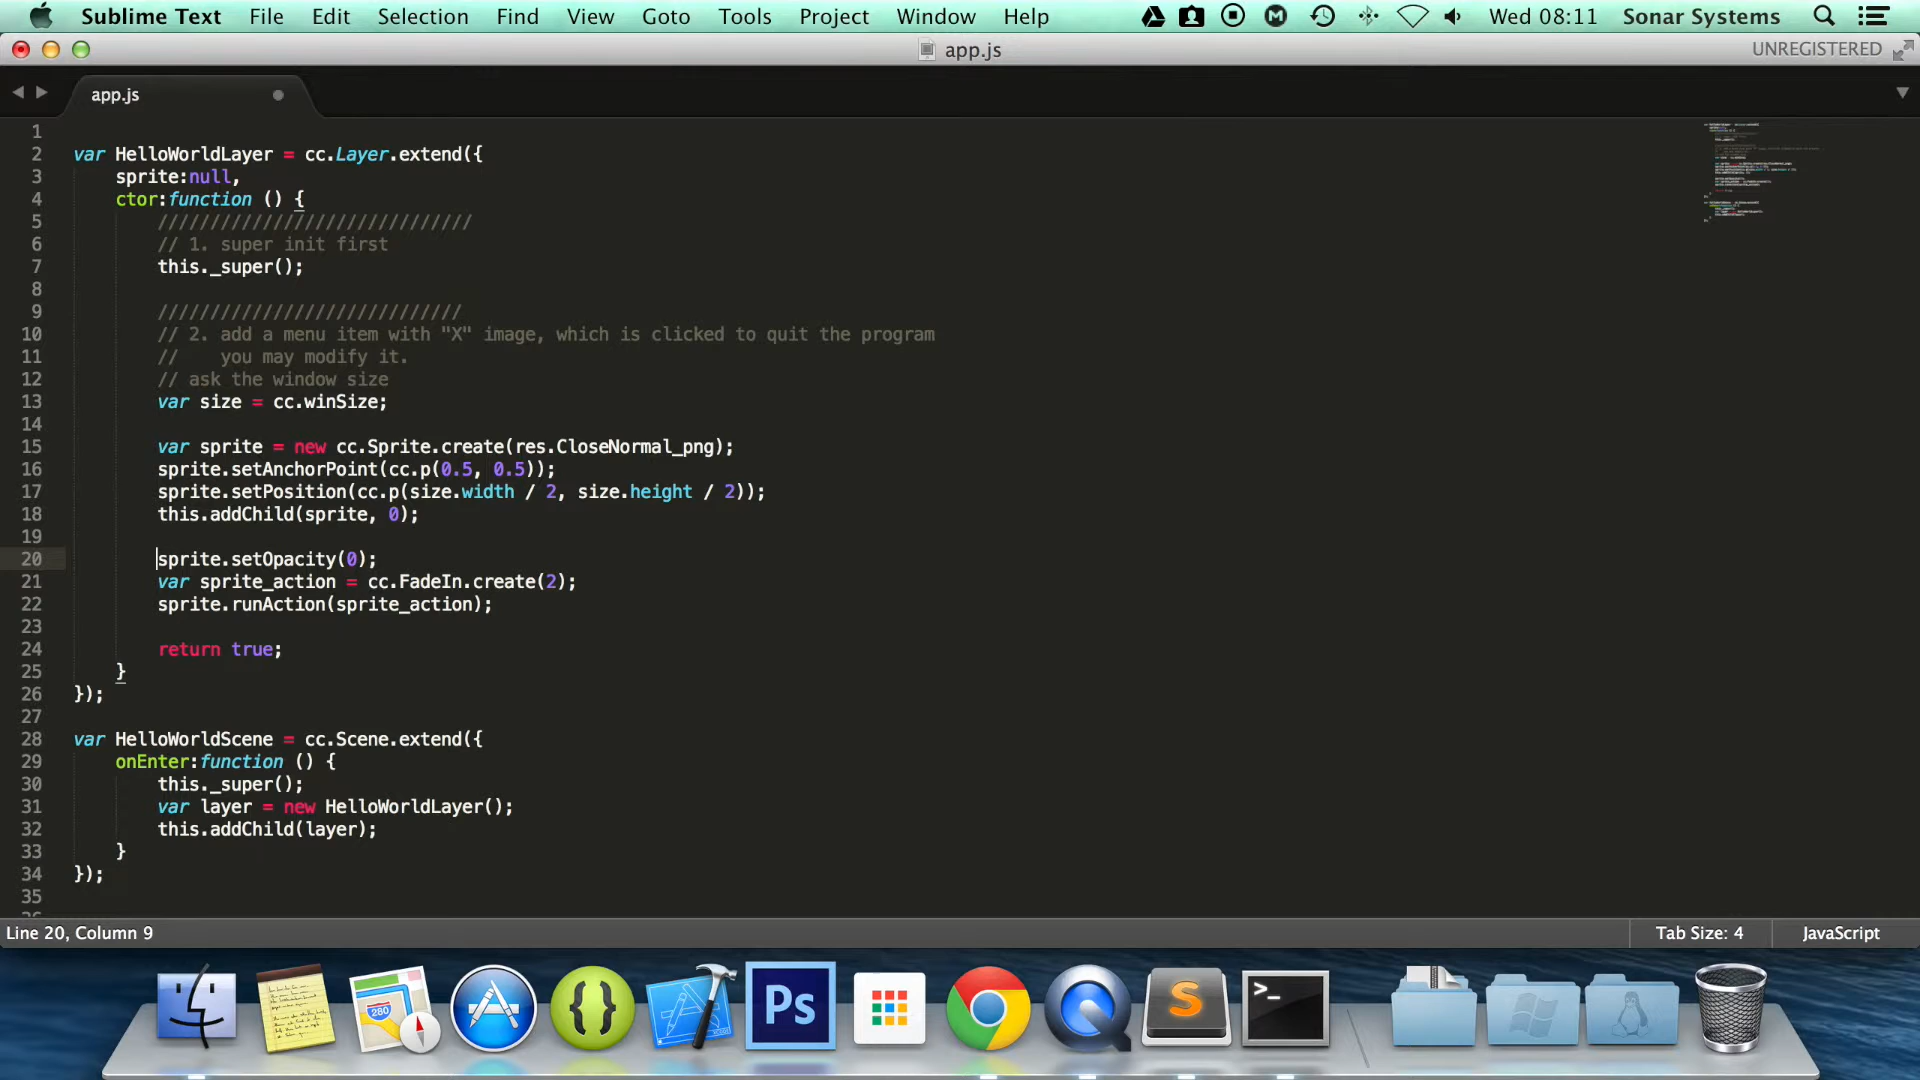 Sublime Text File Edit Selection Find View Goto Tools Project Window Help Wed 08:11 Sonar Systems
app.js UNREGISTERED
app.js
1
2 var HelloWorldLayer = cc.Layer.extend({
3 sprite:null,
4 ctor:function () {
5 //////////////////////////////
6 // 1. super init first
7 this._super();
8
9 /////////////////////////////
10 // 2. add a menu item with "X" image, which is clicked to quit the program
11 //    you may modify it.
12 // ask the window size
13 var size = cc.winSize;
14
15 var sprite = new cc.Sprite.create(res.CloseNormal_png);
16 sprite.setAnchorPoint(cc.p(0.5, 0.5));
17 sprite.setPosition(cc.p(size.width / 2, size.height / 2));
18 this.addChild(sprite, 0);
19
20 sprite.setOpacity(0);
21 var sprite_action = cc.FadeIn.create(2);
22 sprite.runAction(sprite_action);
23
24 return true;
25 }
26 });
27
28 var HelloWorldScene = cc.Scene.extend({
29 onEnter:function () {
30 this._super();
31 var layer = new HelloWorldLayer();
32 this.addChild(layer);
33 }
34 });
35
Line 20, Column 9 Tab Size: 4 JavaScript
280
Ps
S
>_